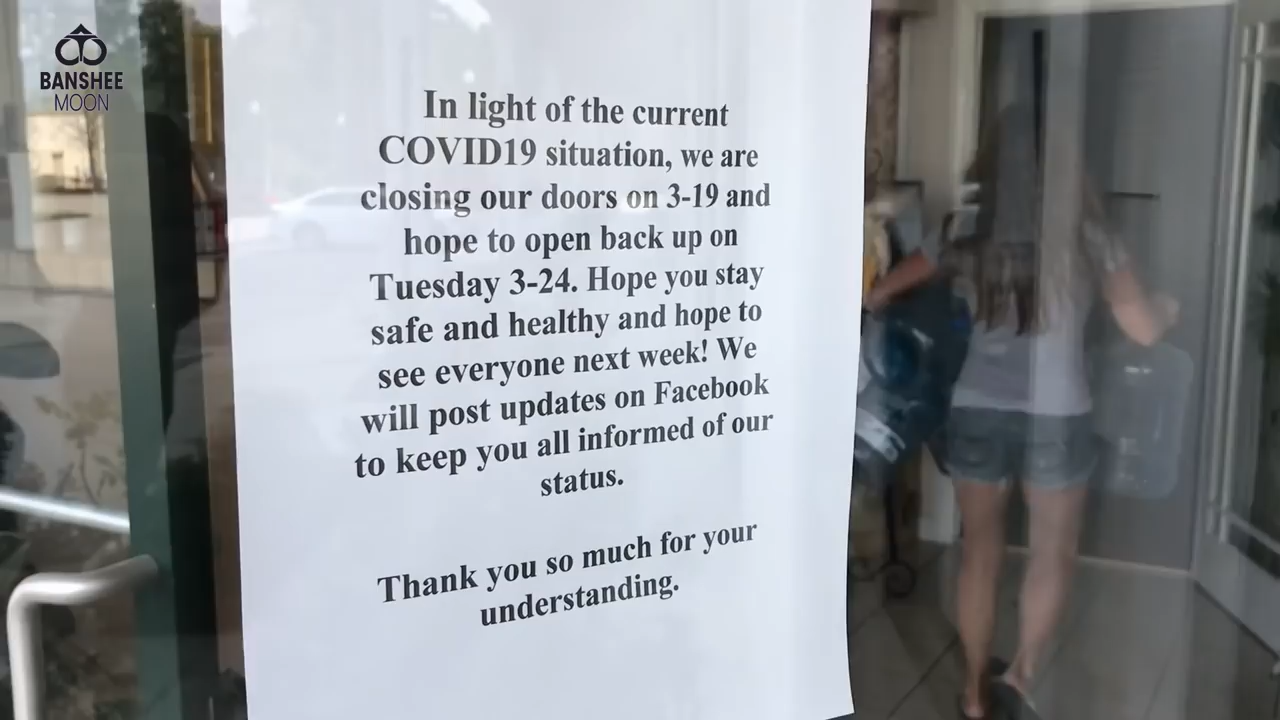 BANSHEE
MOON
In light of the current
COVID19 situation, we are
closing our doors on 3-19 and
hope to open back up on
Tuesday 3-24. Hope you stay
safe and healthy and hope to
see everyone next week! We
will post updates on Facebook
to keep you all informed of our
status.
Thank you so much for your
understanding.